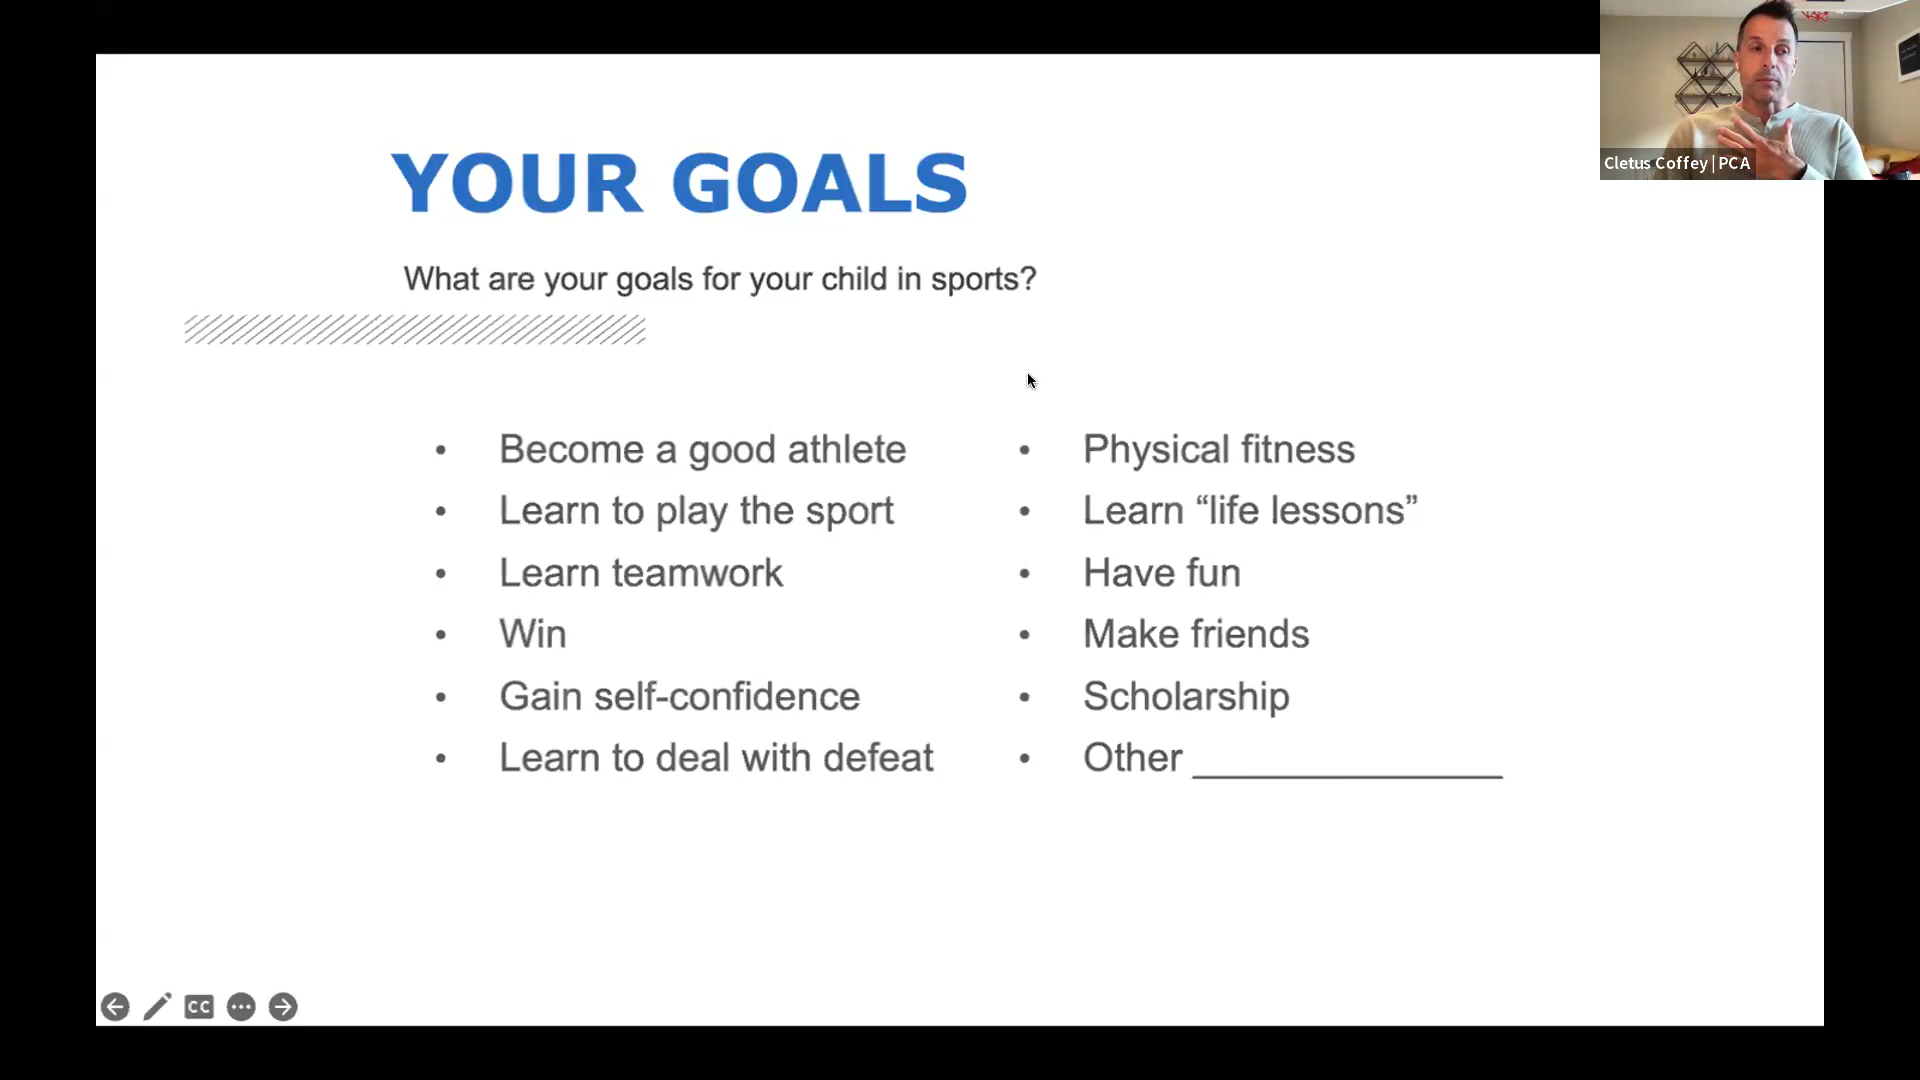 YOUR GOALS
What are your goals for your child in sports?
• Become a good athlete
• Learn to play the sport
• Learn teamwork
• Win
• Gain self-confidence
• Learn to deal with defeat
• Physical fitness
• Learn “life lessons”
• Have fun
• Make friends
• Scholarship
• Other ______________
Cletus Coffey | PCA
CC